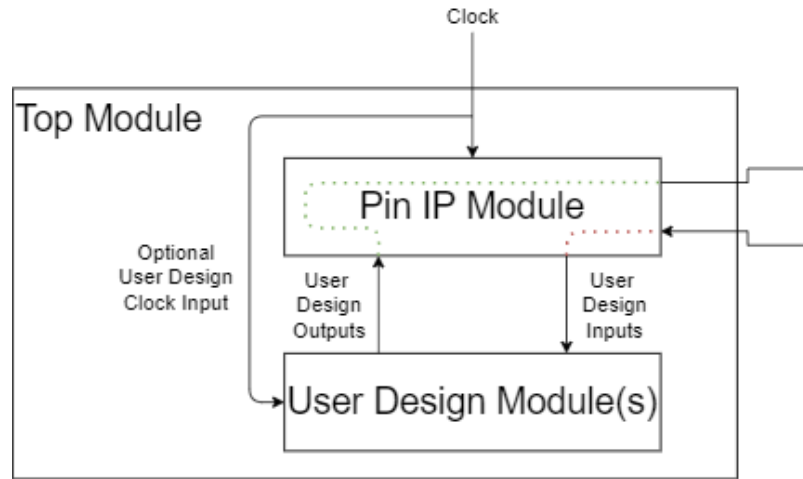 Clock
Top Module
Pin IP Module
Optional
User Design
Clock Input
User
Design
Outputs
User
Design
Inputs
User Design Module(s)